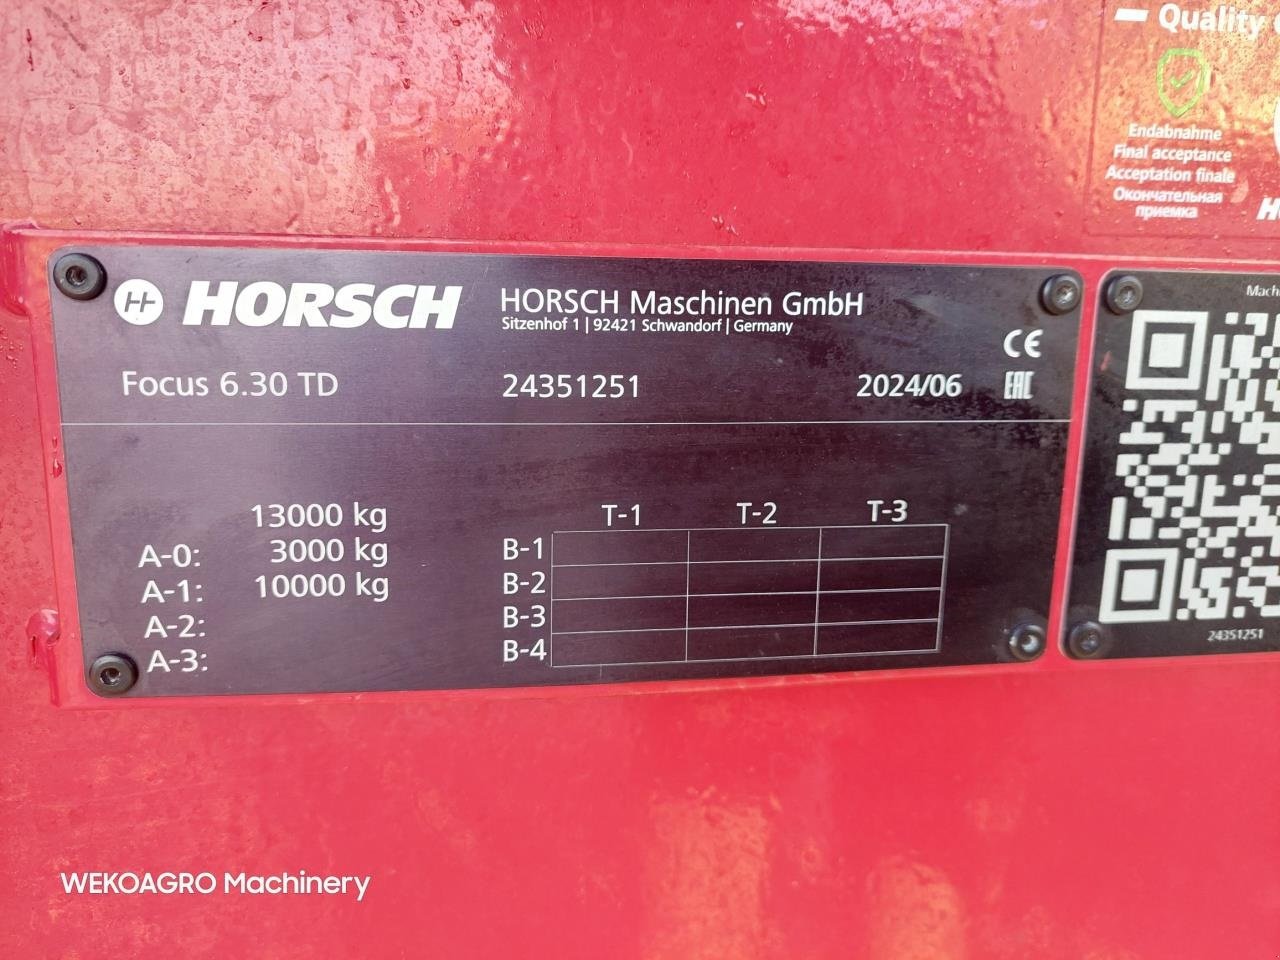 Quality
Endabnahme
Final acceptance
Acceptation finale
Окончательная
приемка
HORSCH
HORSCH Maschinen GmbH
Sitzenhof 1 | 92421 Schwandorf | Germany
CE
Focus 6.30 TD 24351251 2024/06 EAC
13000 kg
A-0: 3000 kg
A-1: 10000 kg
A-2:
A-3:
T-1 T-2 T-3
B-1
B-2
B-3
B-4
24351251
WEKOAGRO Machinery